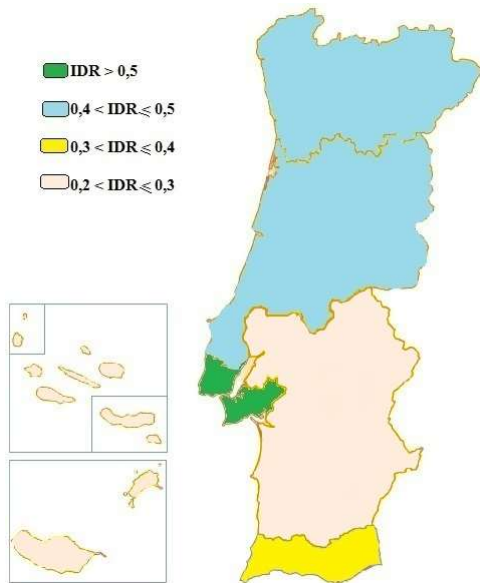 IDR > 0,5
0,4 < IDR ⩽ 0,5
0,3 < IDR ⩽ 0,4
0,2 < IDR ⩽ 0,3